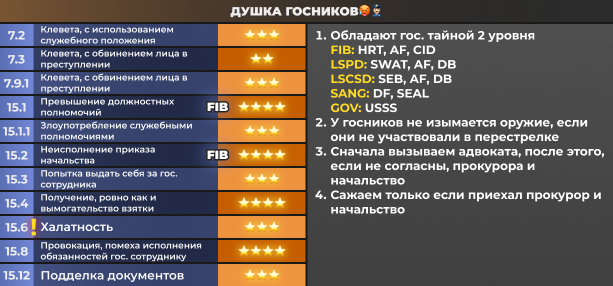 ДУШКА ГОСНИКОВ🥵👮🏻‍♂️
7.2
Клевета, с использованием
служебного положения
7.3
Клевета, с обвинением лица в
преступлении
7.9.1
Клевета, с обвинением лица в
преступлении
15.1
Превышение должностных
полномочий
FIB
15.1.1
Злоупотребление служебными
полномочиями
15.2
Неисполнение приказа
начальства
FIB
15.3
Попытка выдать себя за гос.
сотрудника
15.4
Получение, ровно как и
вымогательство взятки
15.6❗Халатность
15.8
Провокация, помеха исполнения
обязанностей гос. сотруднику
15.12 Подделка документов
1. Обладают гос. тайной 2 уровня
FIB: HRT, AF, CID
LSPD: SWAT, AF, DB
LSCSD: SEB, AF, DB
SANG: DF, SEAL
GOV: USSS
2. У госников не изымается оружие, если
они не участвовали в перестрелке
3. Сначала вызываем адвоката, после этого,
если не согласны, прокурора и
начальство
4. Сажаем только если приехал прокурор и
начальство